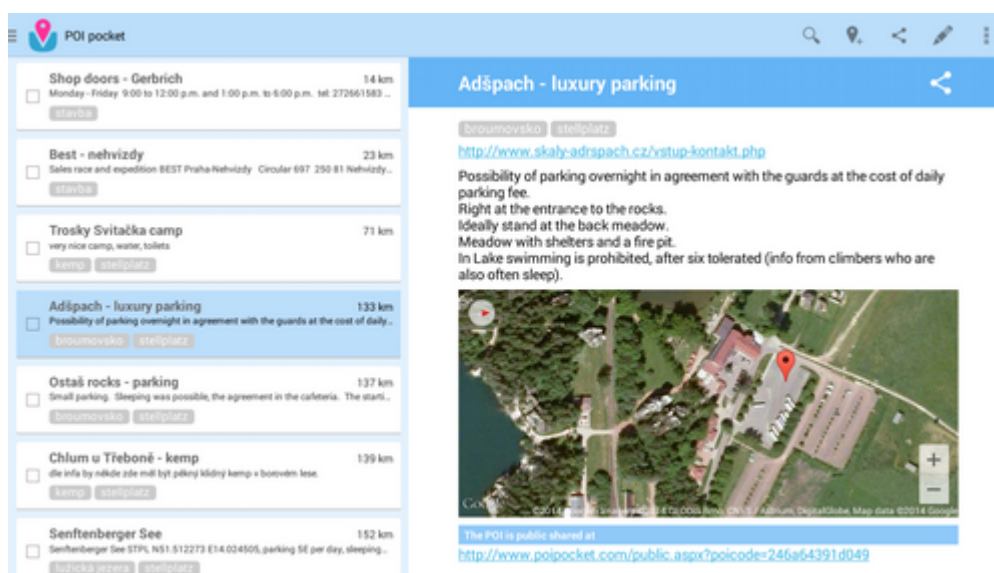 POI pocket
Shop doors - Gerbrich 14 km
Monday - Friday 9:00 to 12:00 p.m. and 1:00 p.m. to 6:00 p.m. tel: 272661583 ...
stavba
Best - nehvizdy 23 km
Sales race and expedition BEST Praha-Nehvizdy Circular 697 250 81 Nehvizdy...
stavba
Trosky Svitačka camp 71 km
very nice camp, water, toilets
kemp stellplatz
Adšpach - luxury parking 133 km
Possibility of parking overnight in agreement with the guards at the cost of daily...
broumovsko stellplatz
Ostaš rocks - parking 137 km
Small parking. Sleeping was possible, the agreement in the cafeteria. The starti...
broumovsko stellplatz
Chlum u Třeboně - kemp 139 km
dle infa by někde zde měl být pěkný klidný kemp v borovém lese.
kemp stellplatz
Senftenberger See 152 km
Senftenberger See STPL N51.512273 E14.024505, parking 5E per day, sleeping...
lužická jezera stellplatz
Adšpach - luxury parking
broumovsko stellplatz
http://www.skaly-adrspach.cz/vstup-kontakt.php
Possibility of parking overnight in agreement with the guards at the cost of daily
parking fee.
Right at the entrance to the rocks.
Ideally stand at the back meadow.
Meadow with shelters and a fire pit.
In Lake swimming is prohibited, after six tolerated (info from climbers who are
also often sleep).
+
−
Google
DigitalGlobe, Map data ©2014 Google
The POI is public shared at
http://www.poipocket.com/public.aspx?poicode=246a64391d049